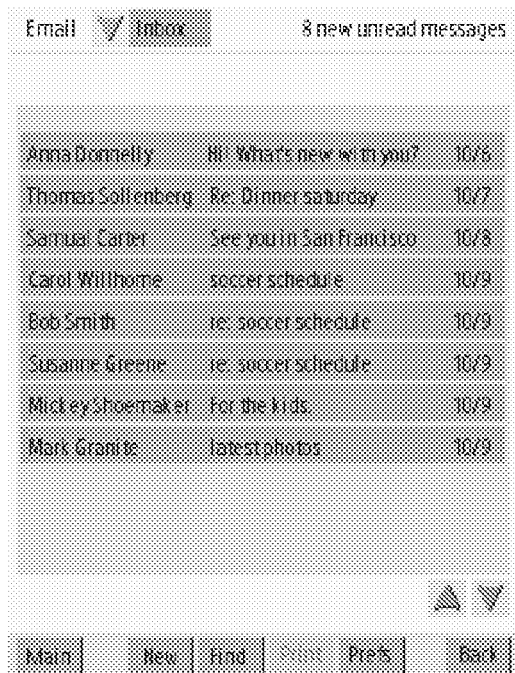 Email Inbox 8 new unread messages
Anna Donnelly Hi! What's new with you? 10/6
Thomas Sollenberg Re: Dinner saturday 10/7
Samual Carter See you in San Francisco 10/8
Carol Willhorne soccer schedule 10/9
Bob Smith re: soccer schedule 10/9
Susanne Greene re: soccer schedule 10/9
Mickey Shoemaker For the kids. 10/9
Mark Granite latest photos 10/9
Main New Find Print Prefs Back